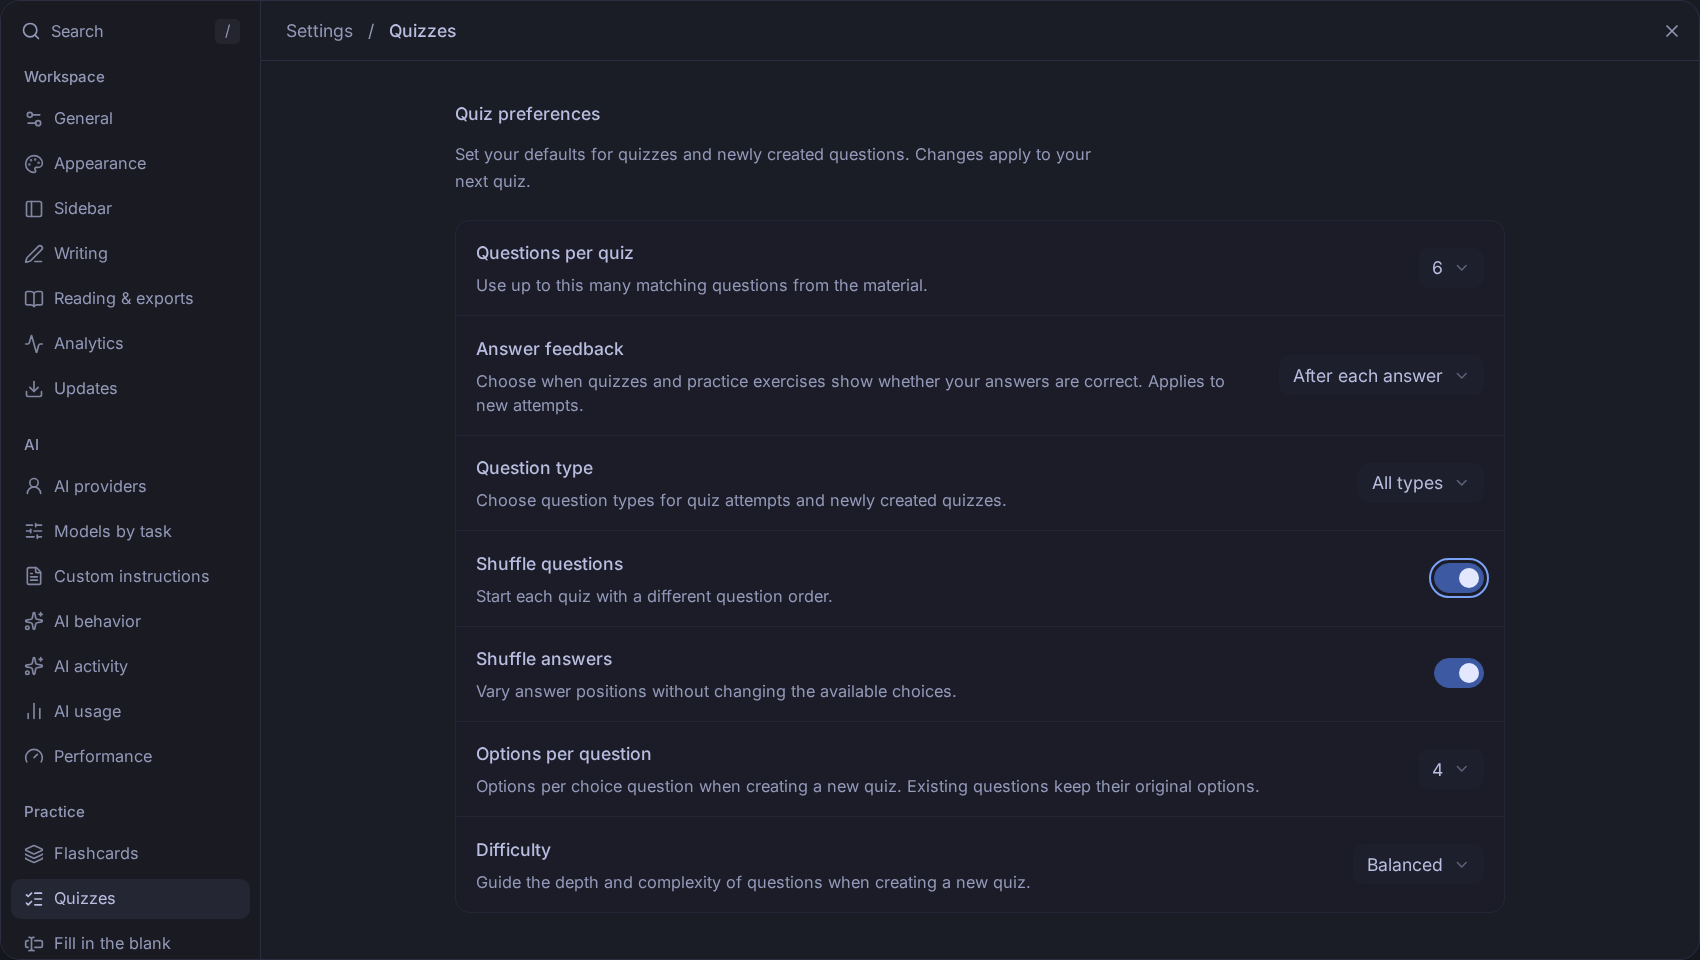 Search
/
Workspace
General
Appearance
Sidebar
Writing
Reading & exports
Analytics
Updates
AI
AI providers
Models by task
Custom instructions
AI behavior
AI activity
AI usage
Performance
Practice
Flashcards
Quizzes
Fill in the blank
Settings / Quizzes
Quiz preferences
Set your defaults for quizzes and newly created questions. Changes apply to your
next quiz.
Questions per quiz
Use up to this many matching questions from the material.
6
Answer feedback
Choose when quizzes and practice exercises show whether your answers are correct. Applies to
new attempts.
After each answer
Question type
Choose question types for quiz attempts and newly created quizzes.
All types
Shuffle questions
Start each quiz with a different question order.
Shuffle answers
Vary answer positions without changing the available choices.
Options per question
Options per choice question when creating a new quiz. Existing questions keep their original options.
4
Difficulty
Guide the depth and complexity of questions when creating a new quiz.
Balanced